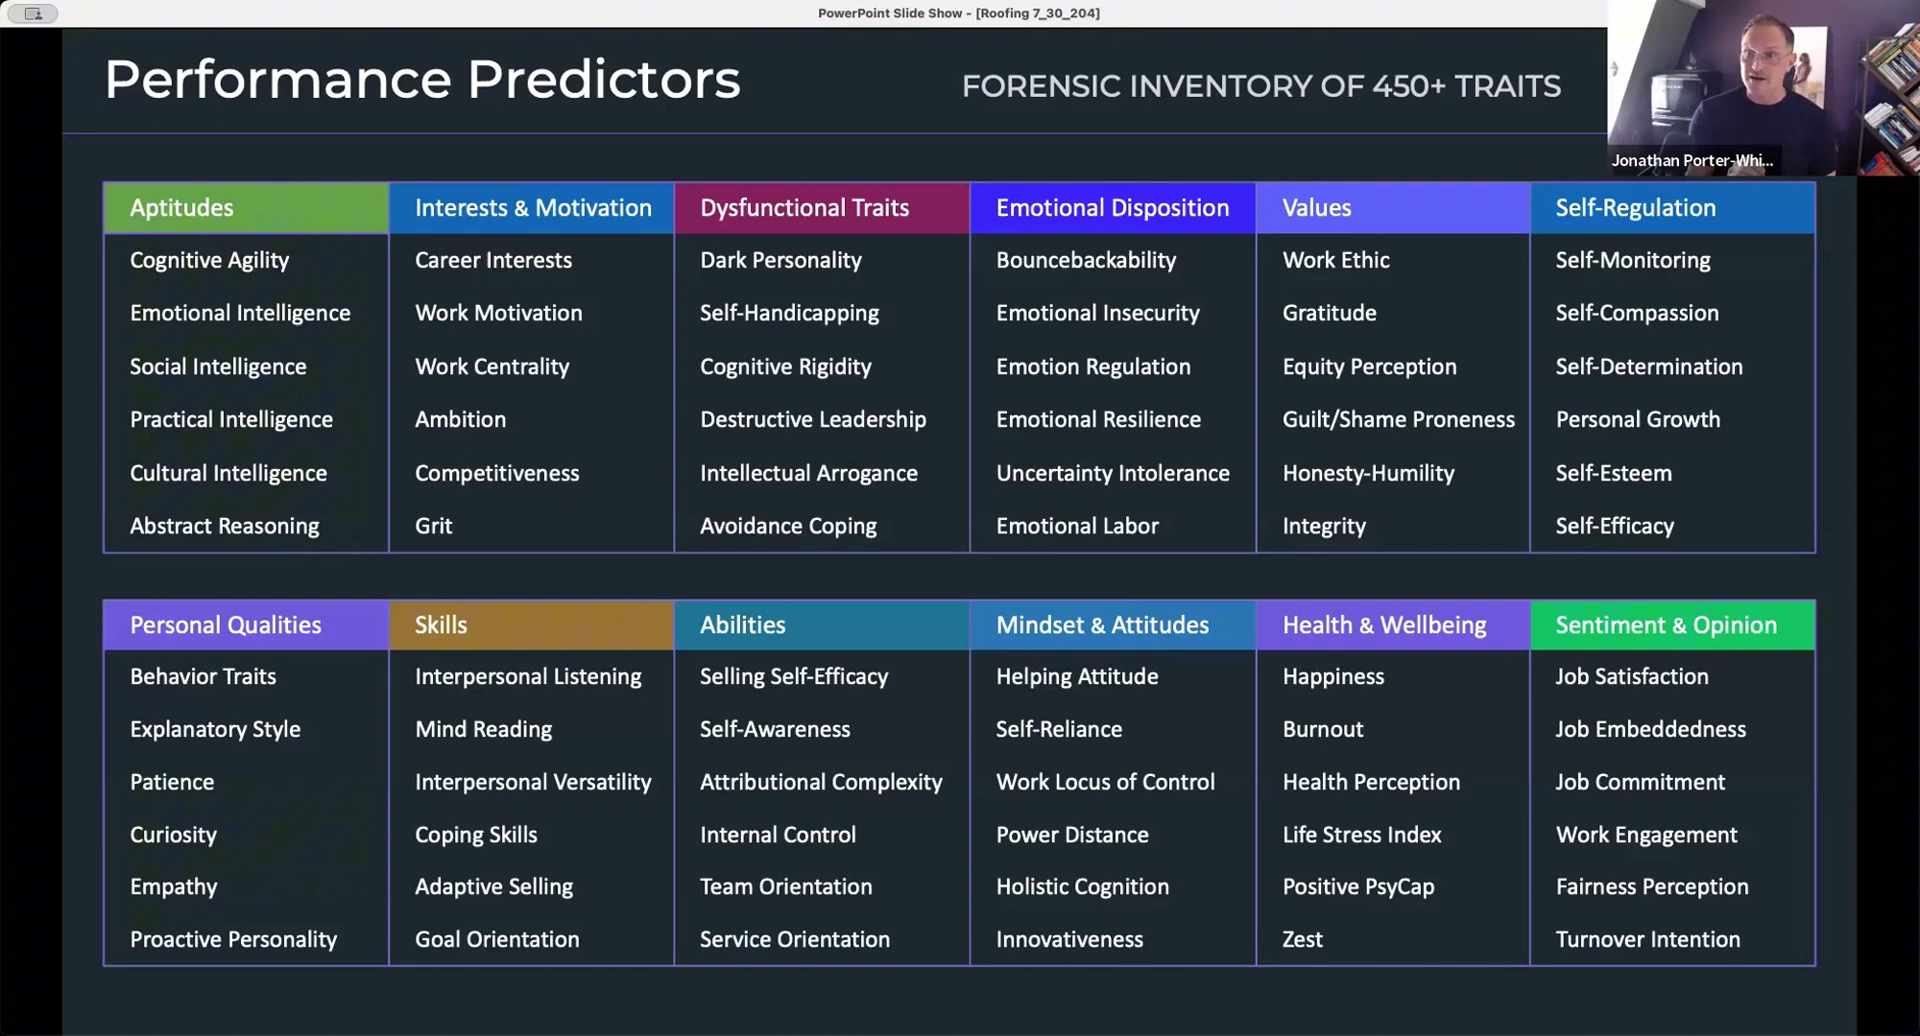 PowerPoint Slide Show - [Roofing 7_30_204]
Performance Predictors
FORENSIC INVENTORY OF 450+ TRAITS
Jonathan Porter-Whi...
Aptitudes
Cognitive Agility
Emotional Intelligence
Social Intelligence
Practical Intelligence
Cultural Intelligence
Abstract Reasoning
Interests & Motivation
Career Interests
Work Motivation
Work Centrality
Ambition
Competitiveness
Grit
Dysfunctional Traits
Dark Personality
Self-Handicapping
Cognitive Rigidity
Destructive Leadership
Intellectual Arrogance
Avoidance Coping
Emotional Disposition
Bouncebackability
Emotional Insecurity
Emotion Regulation
Emotional Resilience
Uncertainty Intolerance
Emotional Labor
Values
Work Ethic
Gratitude
Equity Perception
Guilt/Shame Proneness
Honesty-Humility
Integrity
Self-Regulation
Self-Monitoring
Self-Compassion
Self-Determination
Personal Growth
Self-Esteem
Self-Efficacy
Personal Qualities
Behavior Traits
Explanatory Style
Patience
Curiosity
Empathy
Proactive Personality
Skills
Interpersonal Listening
Mind Reading
Interpersonal Versatility
Coping Skills
Adaptive Selling
Goal Orientation
Abilities
Selling Self-Efficacy
Self-Awareness
Attributional Complexity
Internal Control
Team Orientation
Service Orientation
Mindset & Attitudes
Helping Attitude
Self-Reliance
Work Locus of Control
Power Distance
Holistic Cognition
Innovativeness
Health & Wellbeing
Happiness
Burnout
Health Perception
Life Stress Index
Positive PsyCap
Zest
Sentiment & Opinion
Job Satisfaction
Job Embeddedness
Job Commitment
Work Engagement
Fairness Perception
Turnover Intention